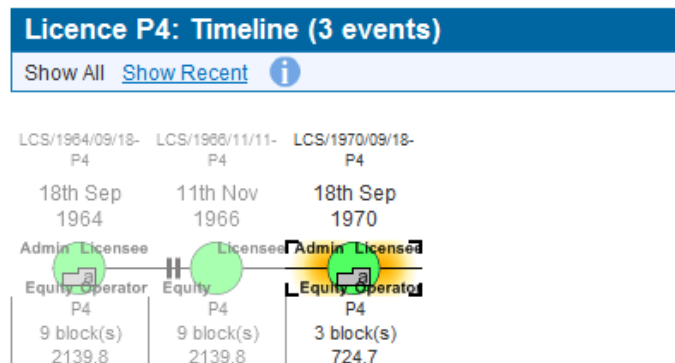 Licence P4: Timeline (3 events)
Show All Show Recent i
LCS/1964/09/18- LCS/1966/11/11- LCS/1970/09/18-
P4 P4 P4
18th Sep 11th Nov 18th Sep
1964 1966 1970
Admin Licensee Licensee Admin Licensee
a a
Equity Operator Equity Equity Operator
P4 P4 P4
9 block(s) 9 block(s) 3 block(s)
2139.8 2139.8 724.7